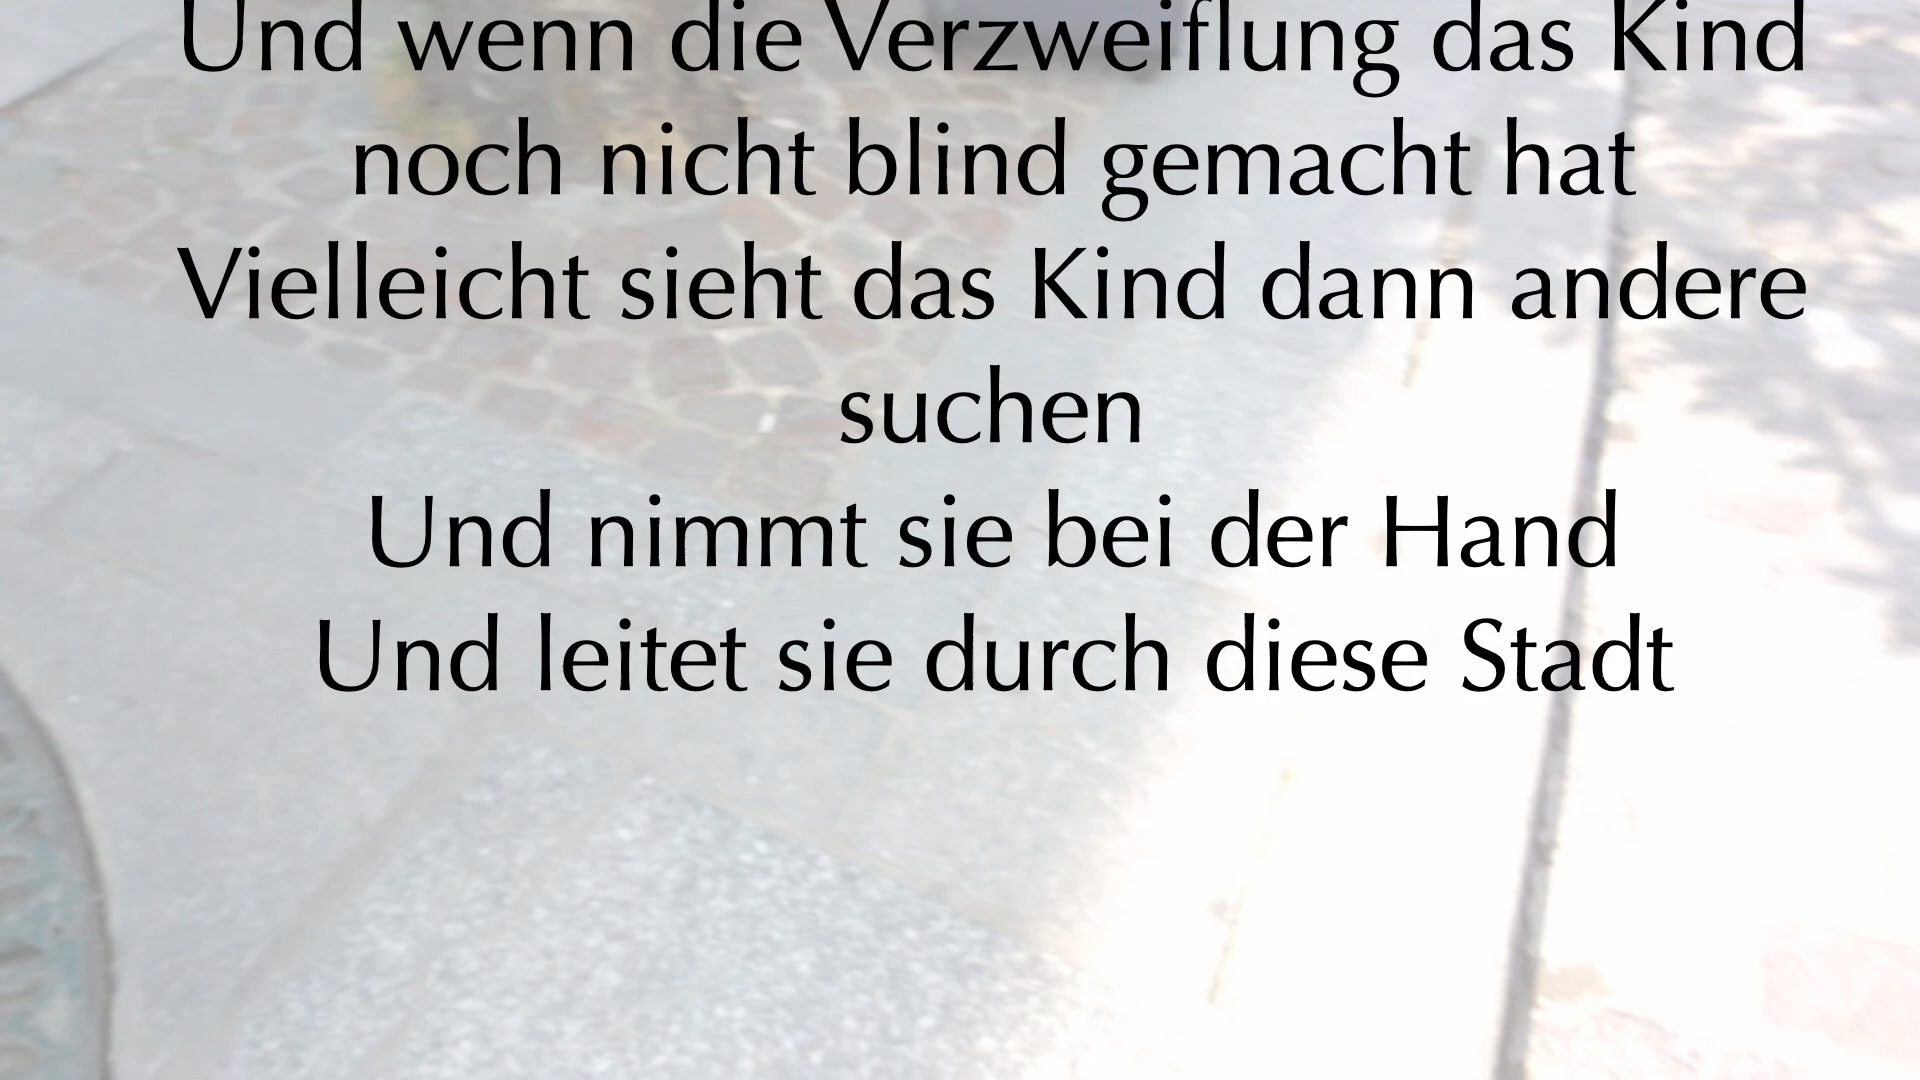 Und wenn die Verzweiflung das Kind
noch nicht blind gemacht hat
Vielleicht sieht das Kind dann andere
suchen
Und nimmt sie bei der Hand
Und leitet sie durch diese Stadt